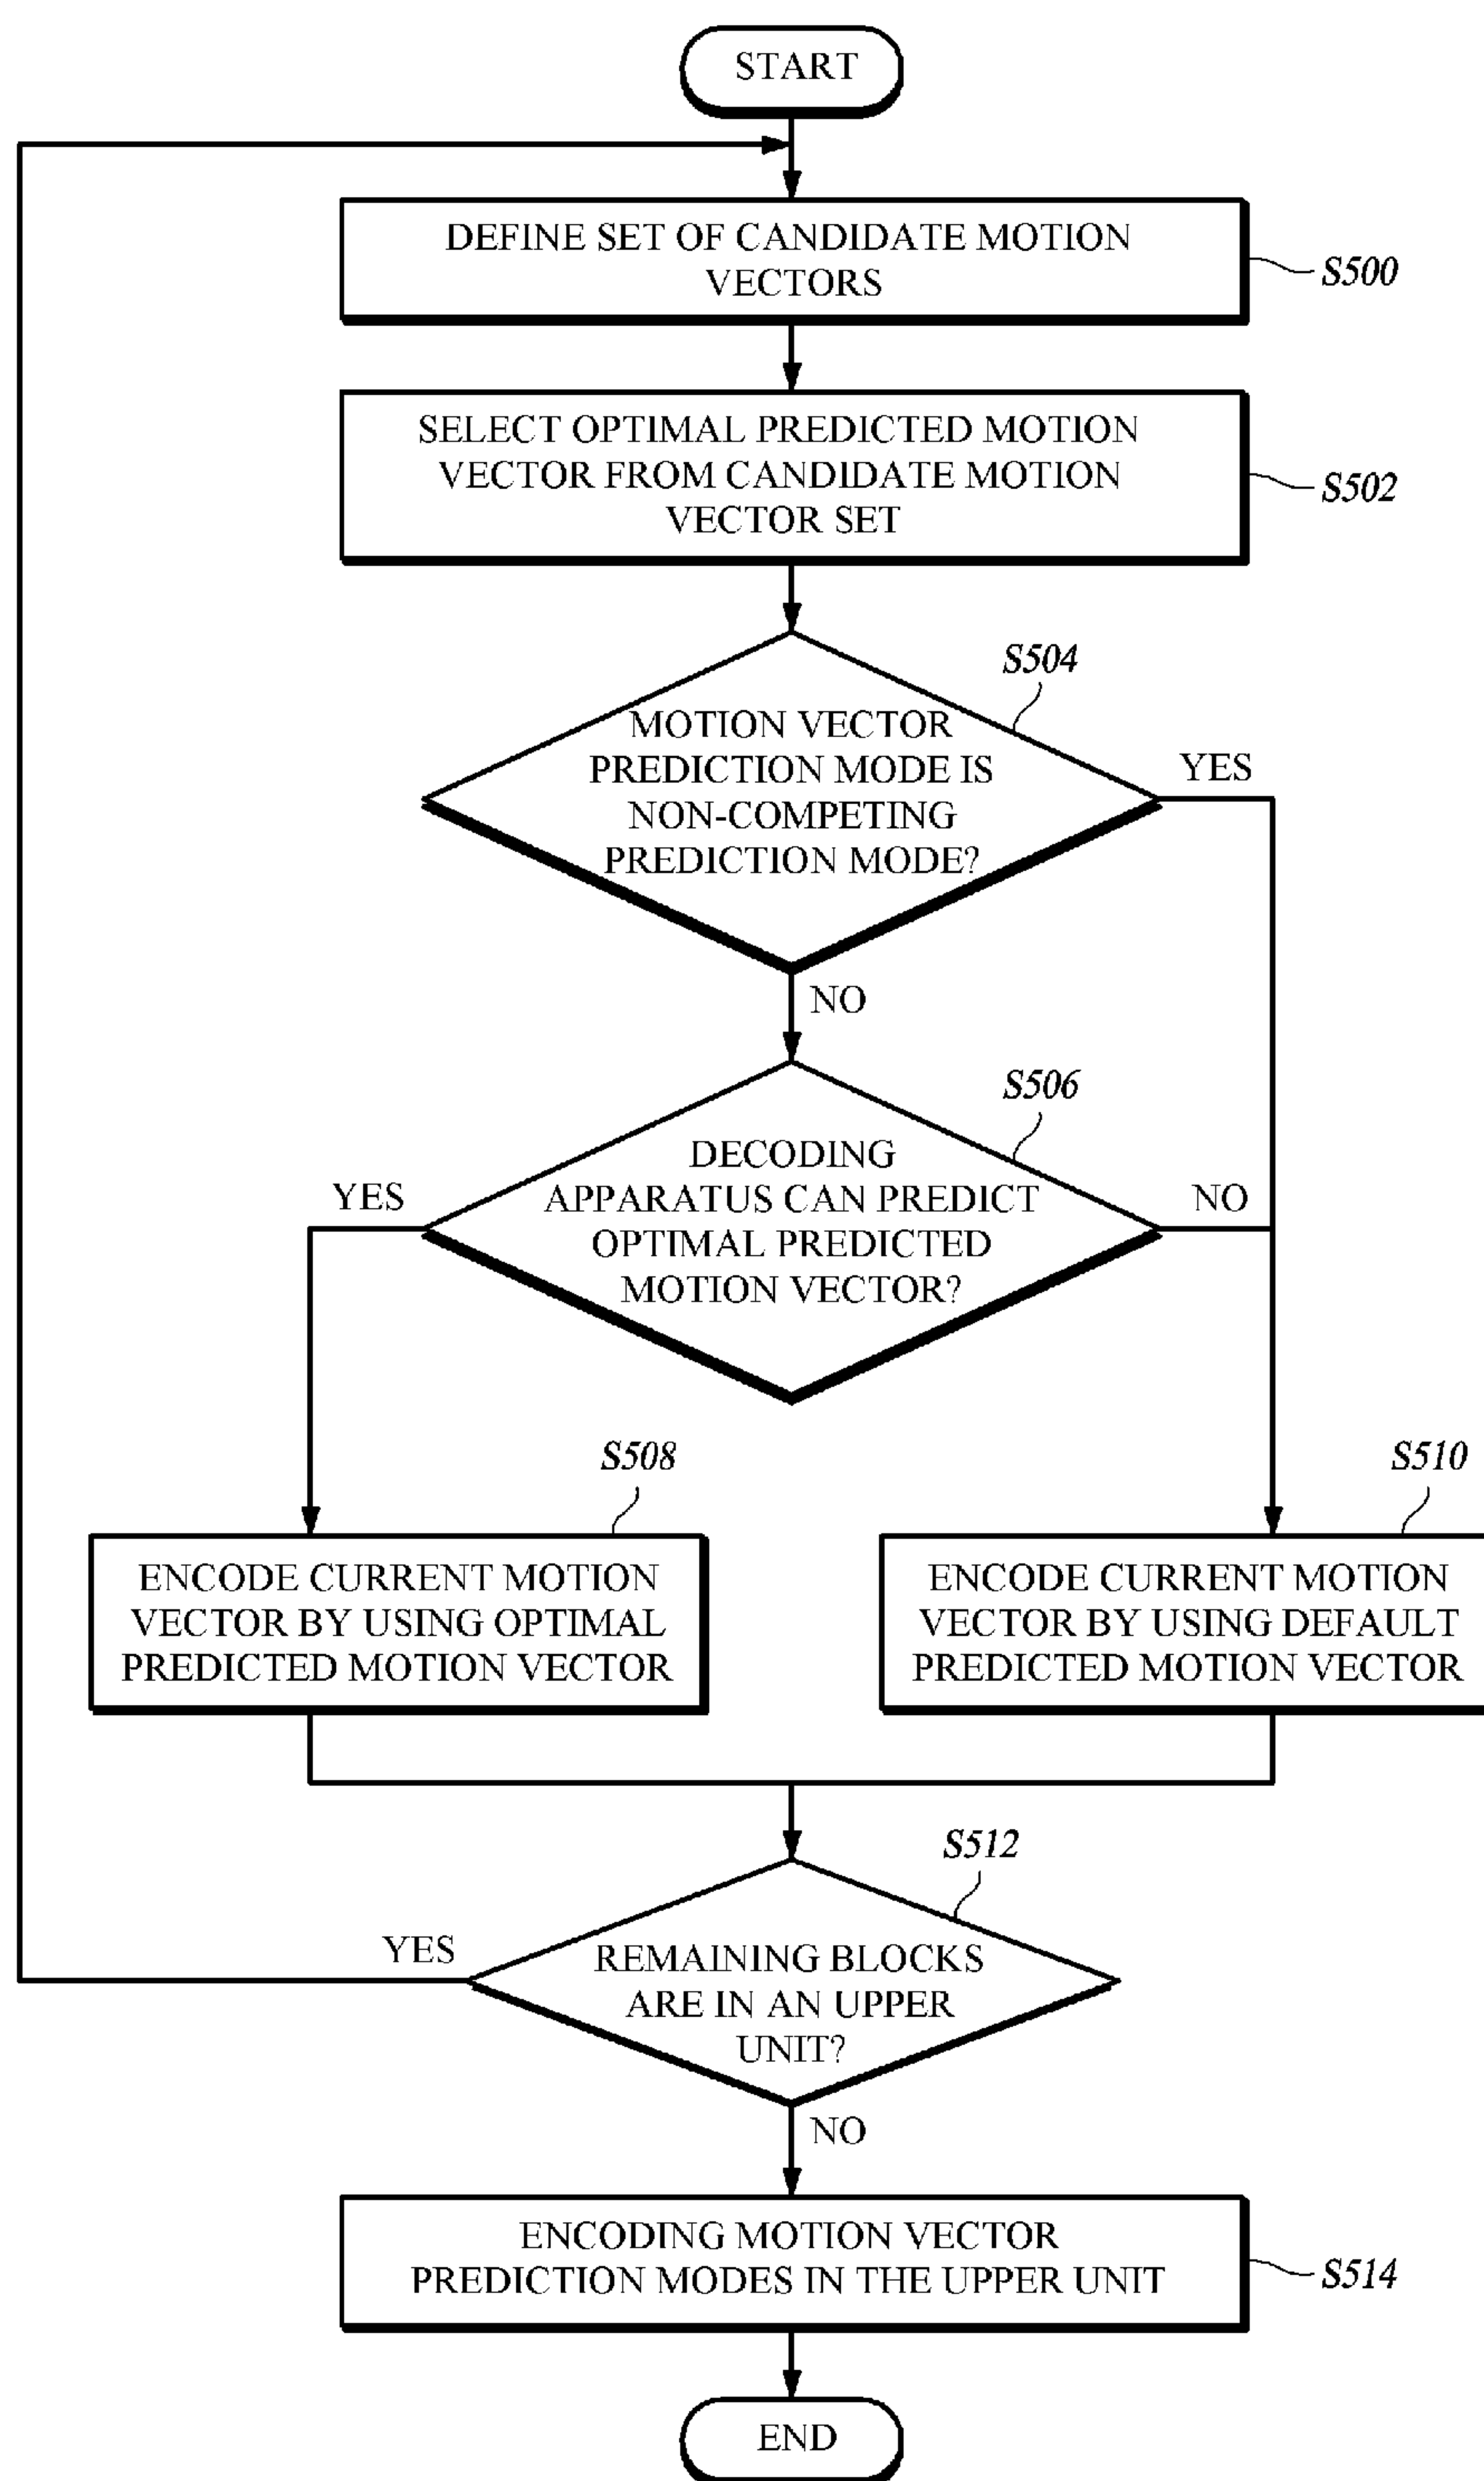 START
DEFINE SET OF CANDIDATE MOTION
VECTORS
S500
SELECT OPTIMAL PREDICTED MOTION
VECTOR FROM CANDIDATE MOTION
VECTOR SET
S502
S504
MOTION VECTOR
PREDICTION MODE IS
NON-COMPETING
PREDICTION MODE?
YES
NO
S506
DECODING
APPARATUS CAN PREDICT
OPTIMAL PREDICTED
MOTION VECTOR?
YES
NO
S508
ENCODE CURRENT MOTION
VECTOR BY USING OPTIMAL
PREDICTED MOTION VECTOR
S510
ENCODE CURRENT MOTION
VECTOR BY USING DEFAULT
PREDICTED MOTION VECTOR
S512
REMAINING BLOCKS
ARE IN AN UPPER
UNIT?
YES
NO
ENCODING MOTION VECTOR
PREDICTION MODES IN THE UPPER UNIT
S514
END